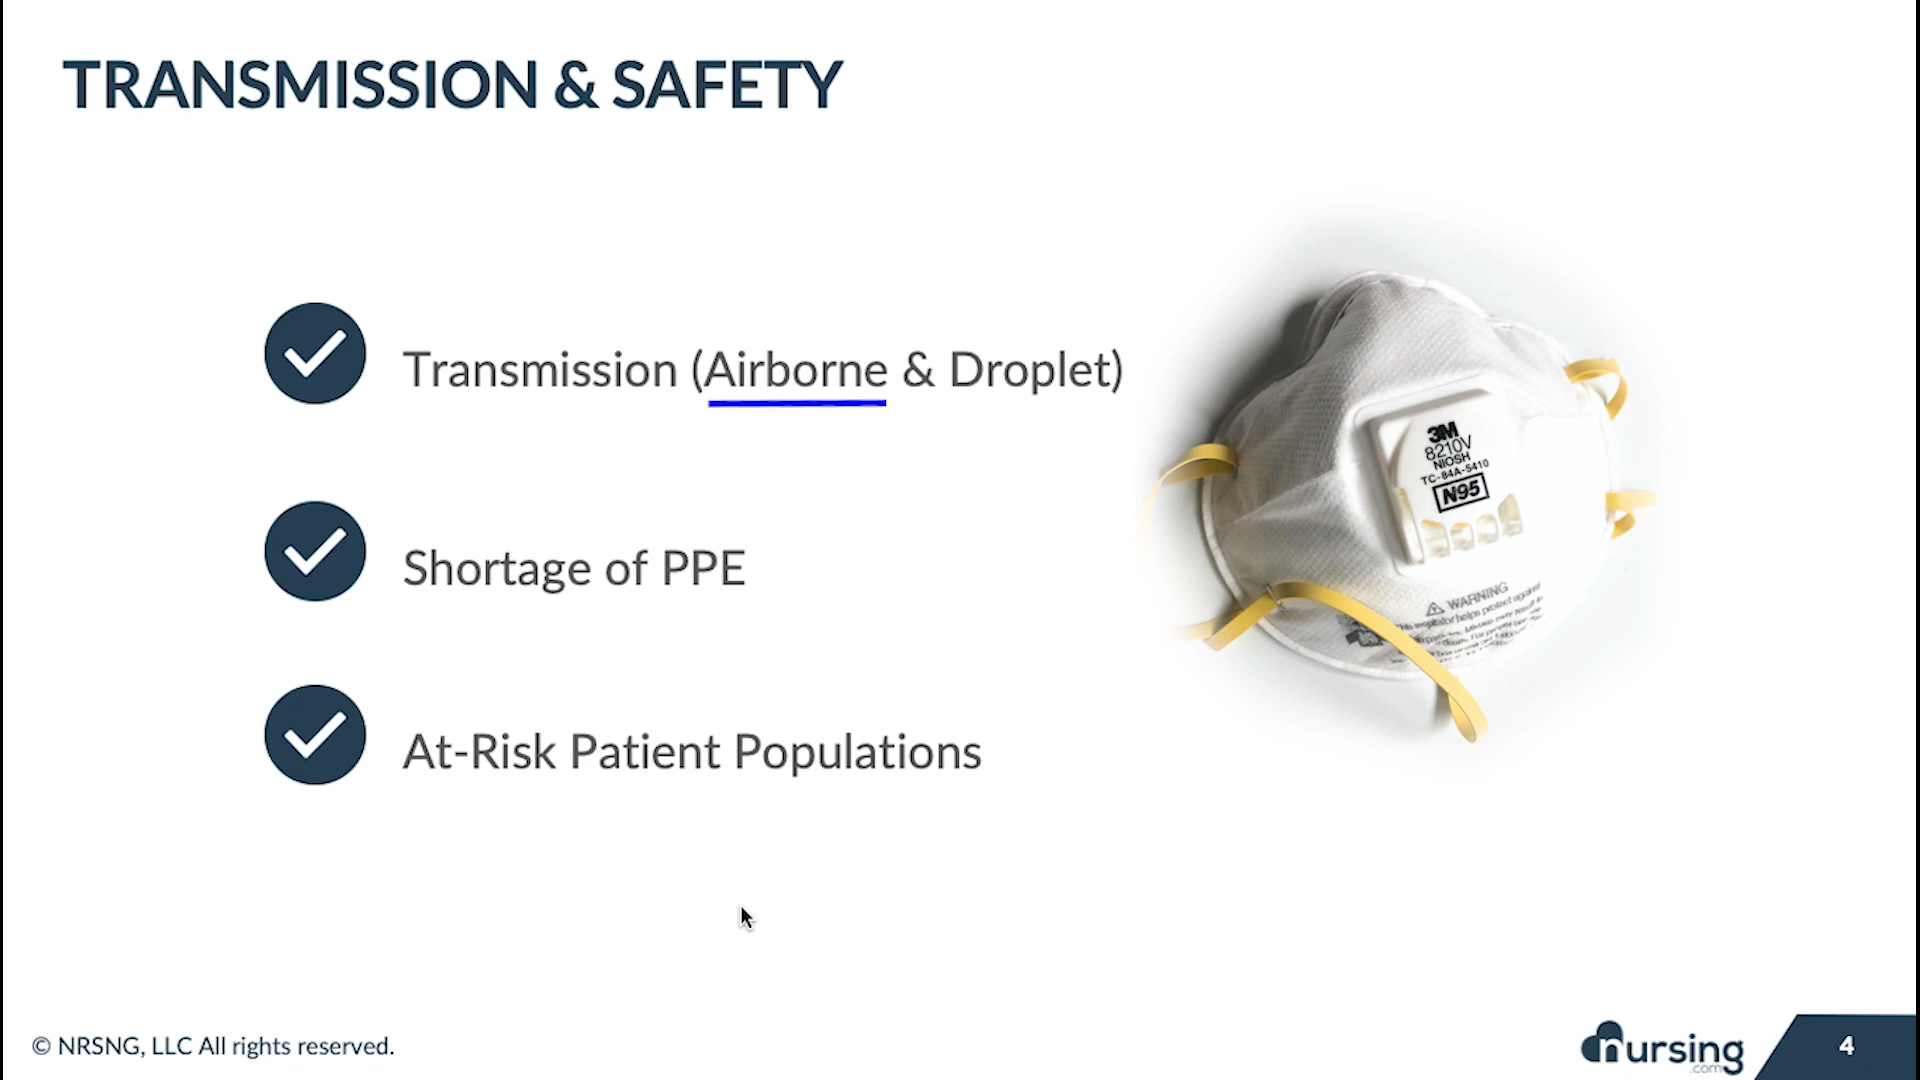 TRANSMISSION & SAFETY
Transmission (Airborne & Droplet)
Shortage of PPE
At-Risk Patient Populations
3M
8210V
NIOSH
TC-84A-5410
N95
WARNING
© NRSNG, LLC All rights reserved.
nursing
.com
4